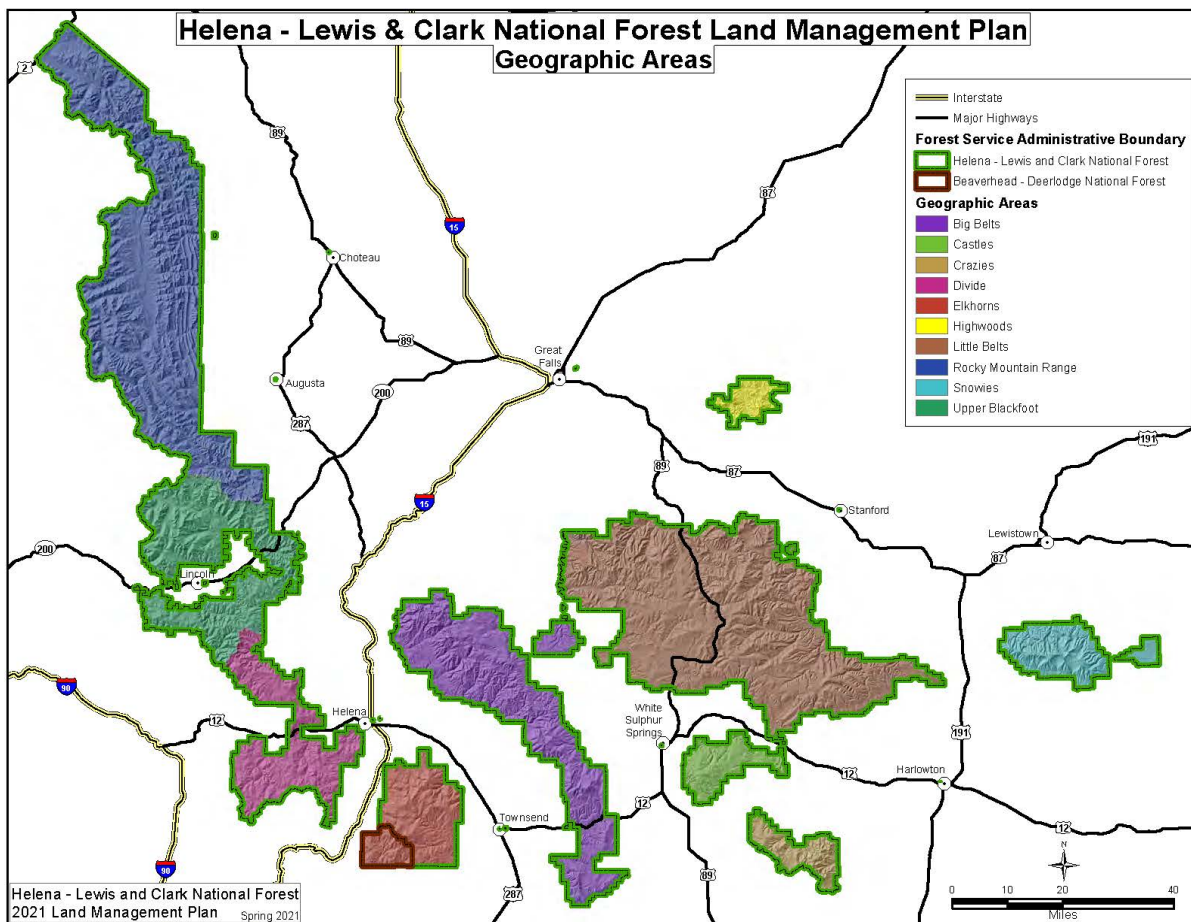 Helena - Lewis & Clark National Forest Land Management Plan
Geographic Areas
Interstate
Major Highways
Forest Service Administrative Boundary
Helena - Lewis and Clark National Forest
Beaverhead - Deerlodge National Forest
Geographic Areas
Big Belts
Castles
Crazies
Divide
Elkhorns
Highwoods
Little Belts
Rocky Mountain Range
Snowies
Upper Blackfoot
2
89
87
15
Choteau
89
Great
Falls
Augusta
200
287
191
89
87
15
Stanford
Lewistown
87
200
Lincoln
90
12
Helena
White
Sulphur
Springs
191
12
Harlowton
12
Townsend
12
90
287
89
N
0
10
20
40
Miles
Helena - Lewis and Clark National Forest
2021 Land Management Plan
Spring 2021